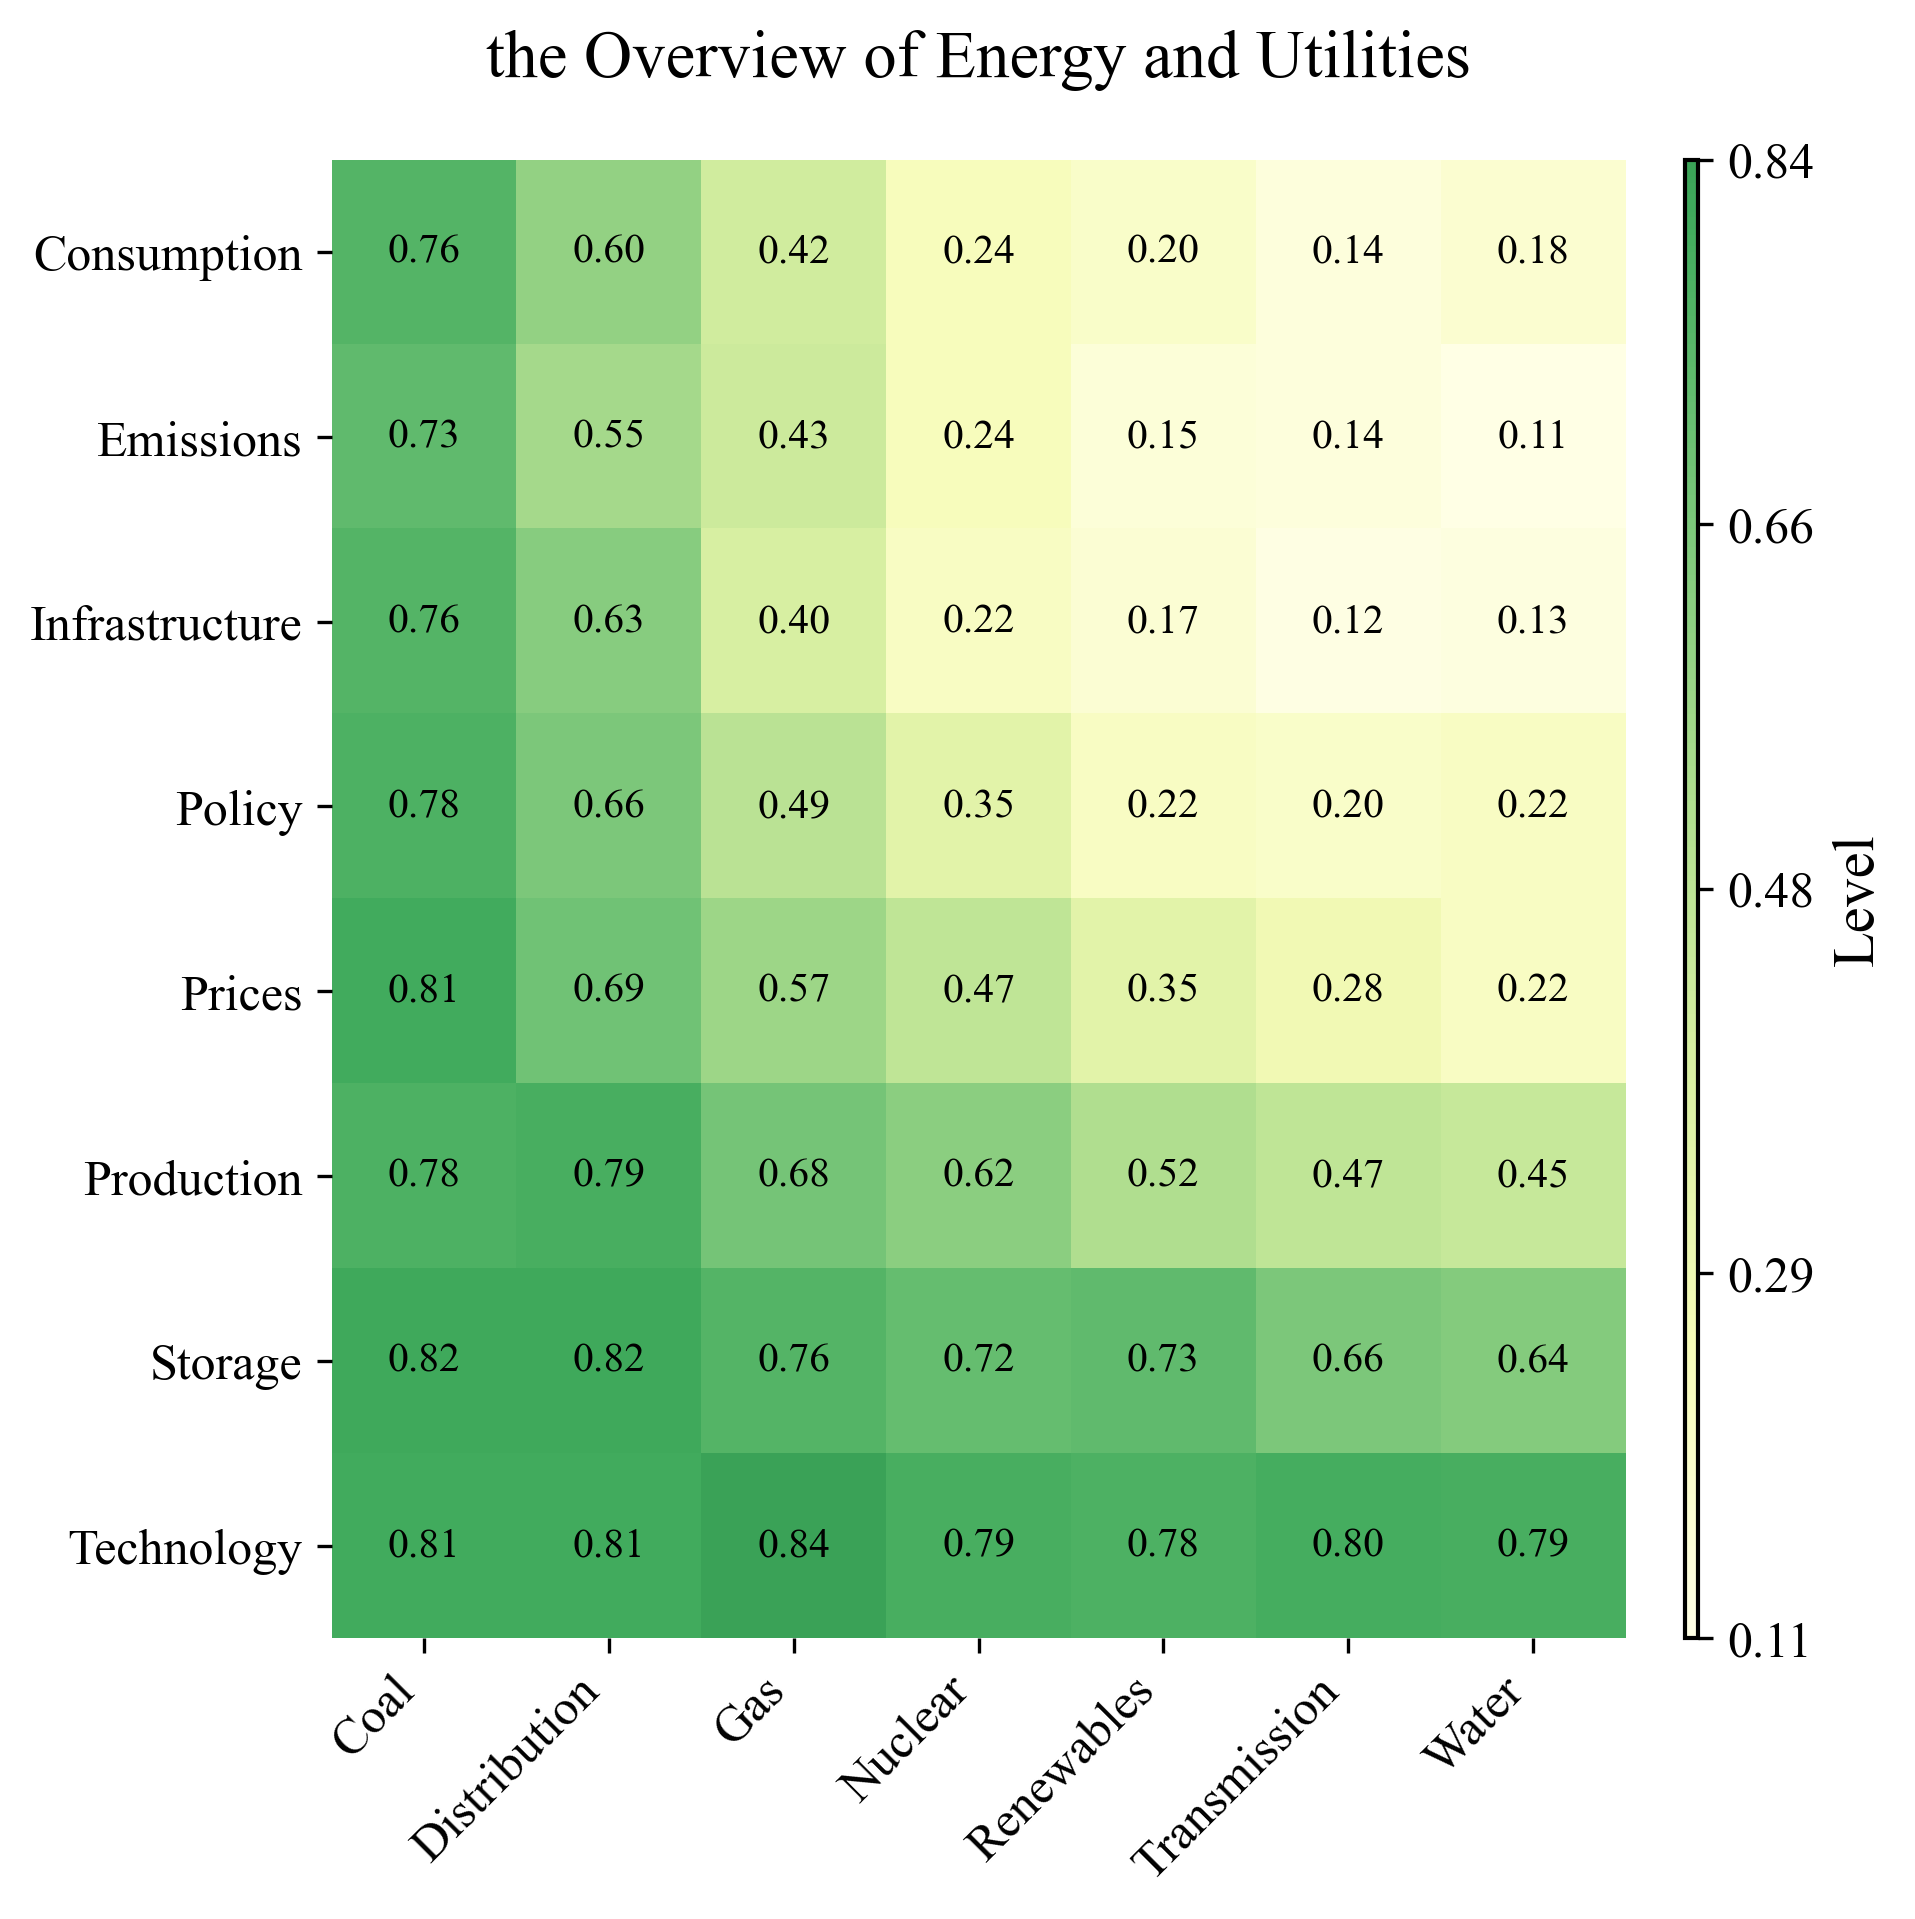 the Overview of Energy and Utilities
Consumption 0.76 0.60 0.42 0.24 0.20 0.14 0.18
Emissions 0.73 0.55 0.43 0.24 0.15 0.14 0.11
Infrastructure 0.76 0.63 0.40 0.22 0.17 0.12 0.13
Policy 0.78 0.66 0.49 0.35 0.22 0.20 0.22
Prices 0.81 0.69 0.57 0.47 0.35 0.28 0.22
Production 0.78 0.79 0.68 0.62 0.52 0.47 0.45
Storage 0.82 0.82 0.76 0.72 0.73 0.66 0.64
Technology 0.81 0.81 0.84 0.79 0.78 0.80 0.79
Coal Distribution Gas Nuclear Renewables Transmission Water
0.84
0.66
0.48
0.29
0.11
Level